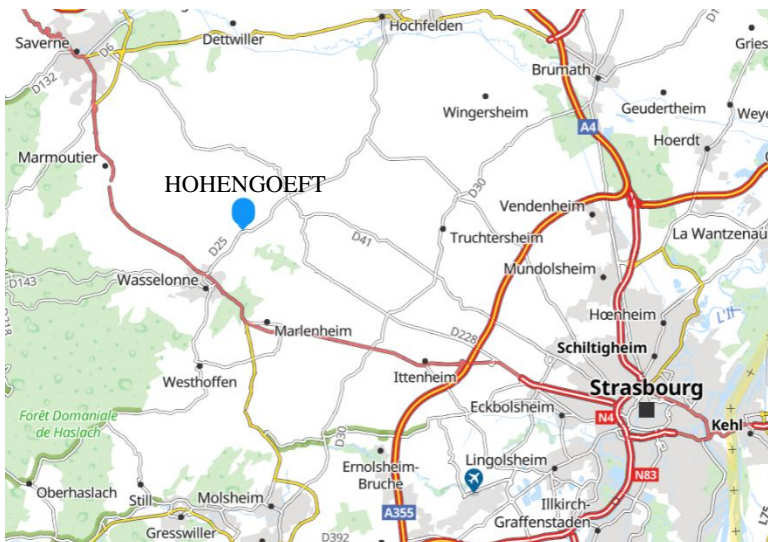 Hochfelden
Saverne
D6
Dettwiller
Gries
D132
Brumath
Wingersheim
Geudertheim
A4
Hoerdt
Marmoutier
HOHENGOEFT
D30
Vendenheim
D25
D41
Truchtersheim
La Wantzenau
D143
Wasselonne
Mundolsheim
Hœnheim
L'Ill
Marlenheim
D228
Schiltigheim
Westhoffen
Ittenheim
Strasbourg
Forêt Domaniale
de Haslach
Eckbolsheim
N4
Kehl
D30
Ernolsheim-
Bruche
Lingolsheim
N83
Oberhaslach
Still
Molsheim
A355
Illkirch-
Graffenstaden
Gresswiller
D392
L75